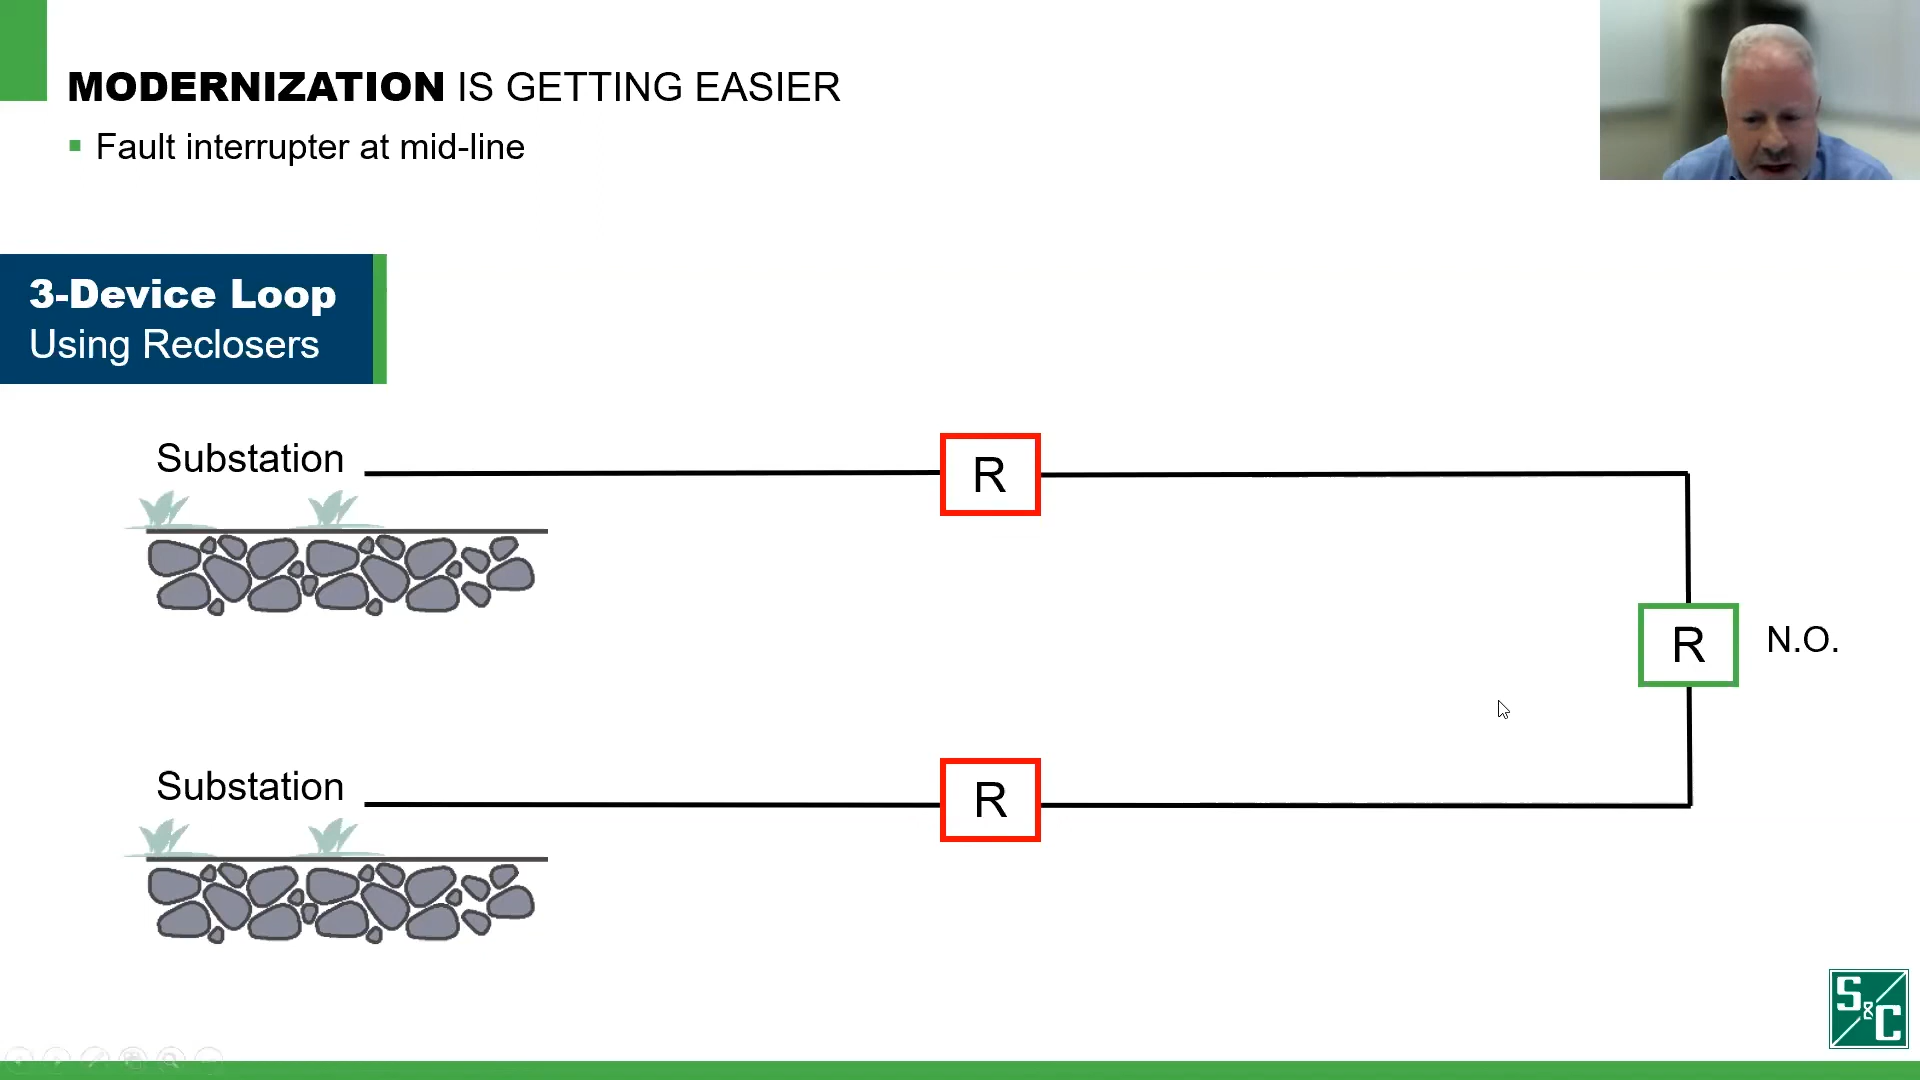 MODERNIZATION IS GETTING EASIER
Fault interrupter at mid-line
3-Device Loop
Using Reclosers
Substation
R
R
N.O.
Substation
R
S&C